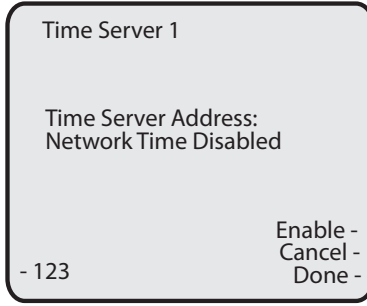 Time Server 1
Time Server Address:
Network Time Disabled
Enable -
Cancel -
- 123
Done -